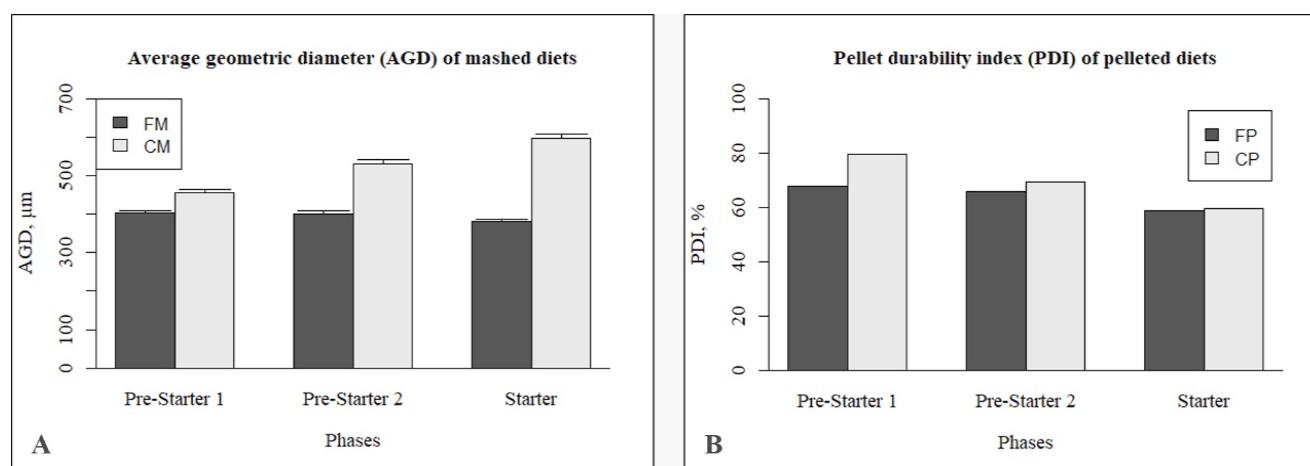 Average geometric diameter (AGD) of mashed diets
700
500
300
100
0
AGD, μm
FM
CM
Pre-Starter 1 Pre-Starter 2 Starter
Phases
A
Pellet durability index (PDI) of pelleted diets
100
80
60
40
20
0
PDI, %
FP
CP
Pre-Starter 1 Pre-Starter 2 Starter
Phases
B